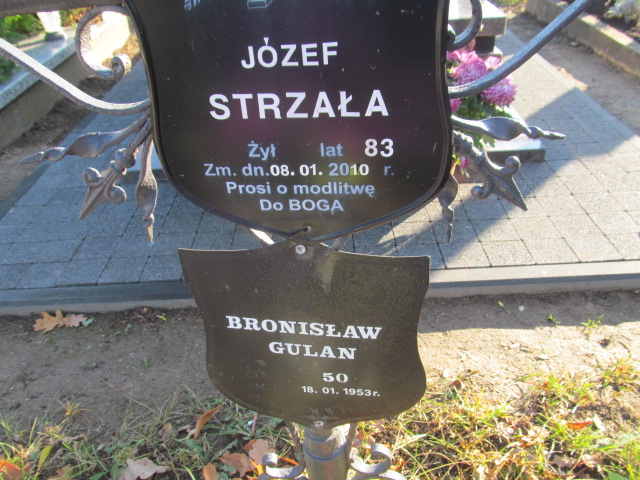 JÓZEF
STRZAŁA
Żył lat 83
Zm. dn. 08. 01. 2010 r.
Prosi o modlitwę
Do BOGA
BRONISŁAW
GULAN
50
18. 01. 1953r.